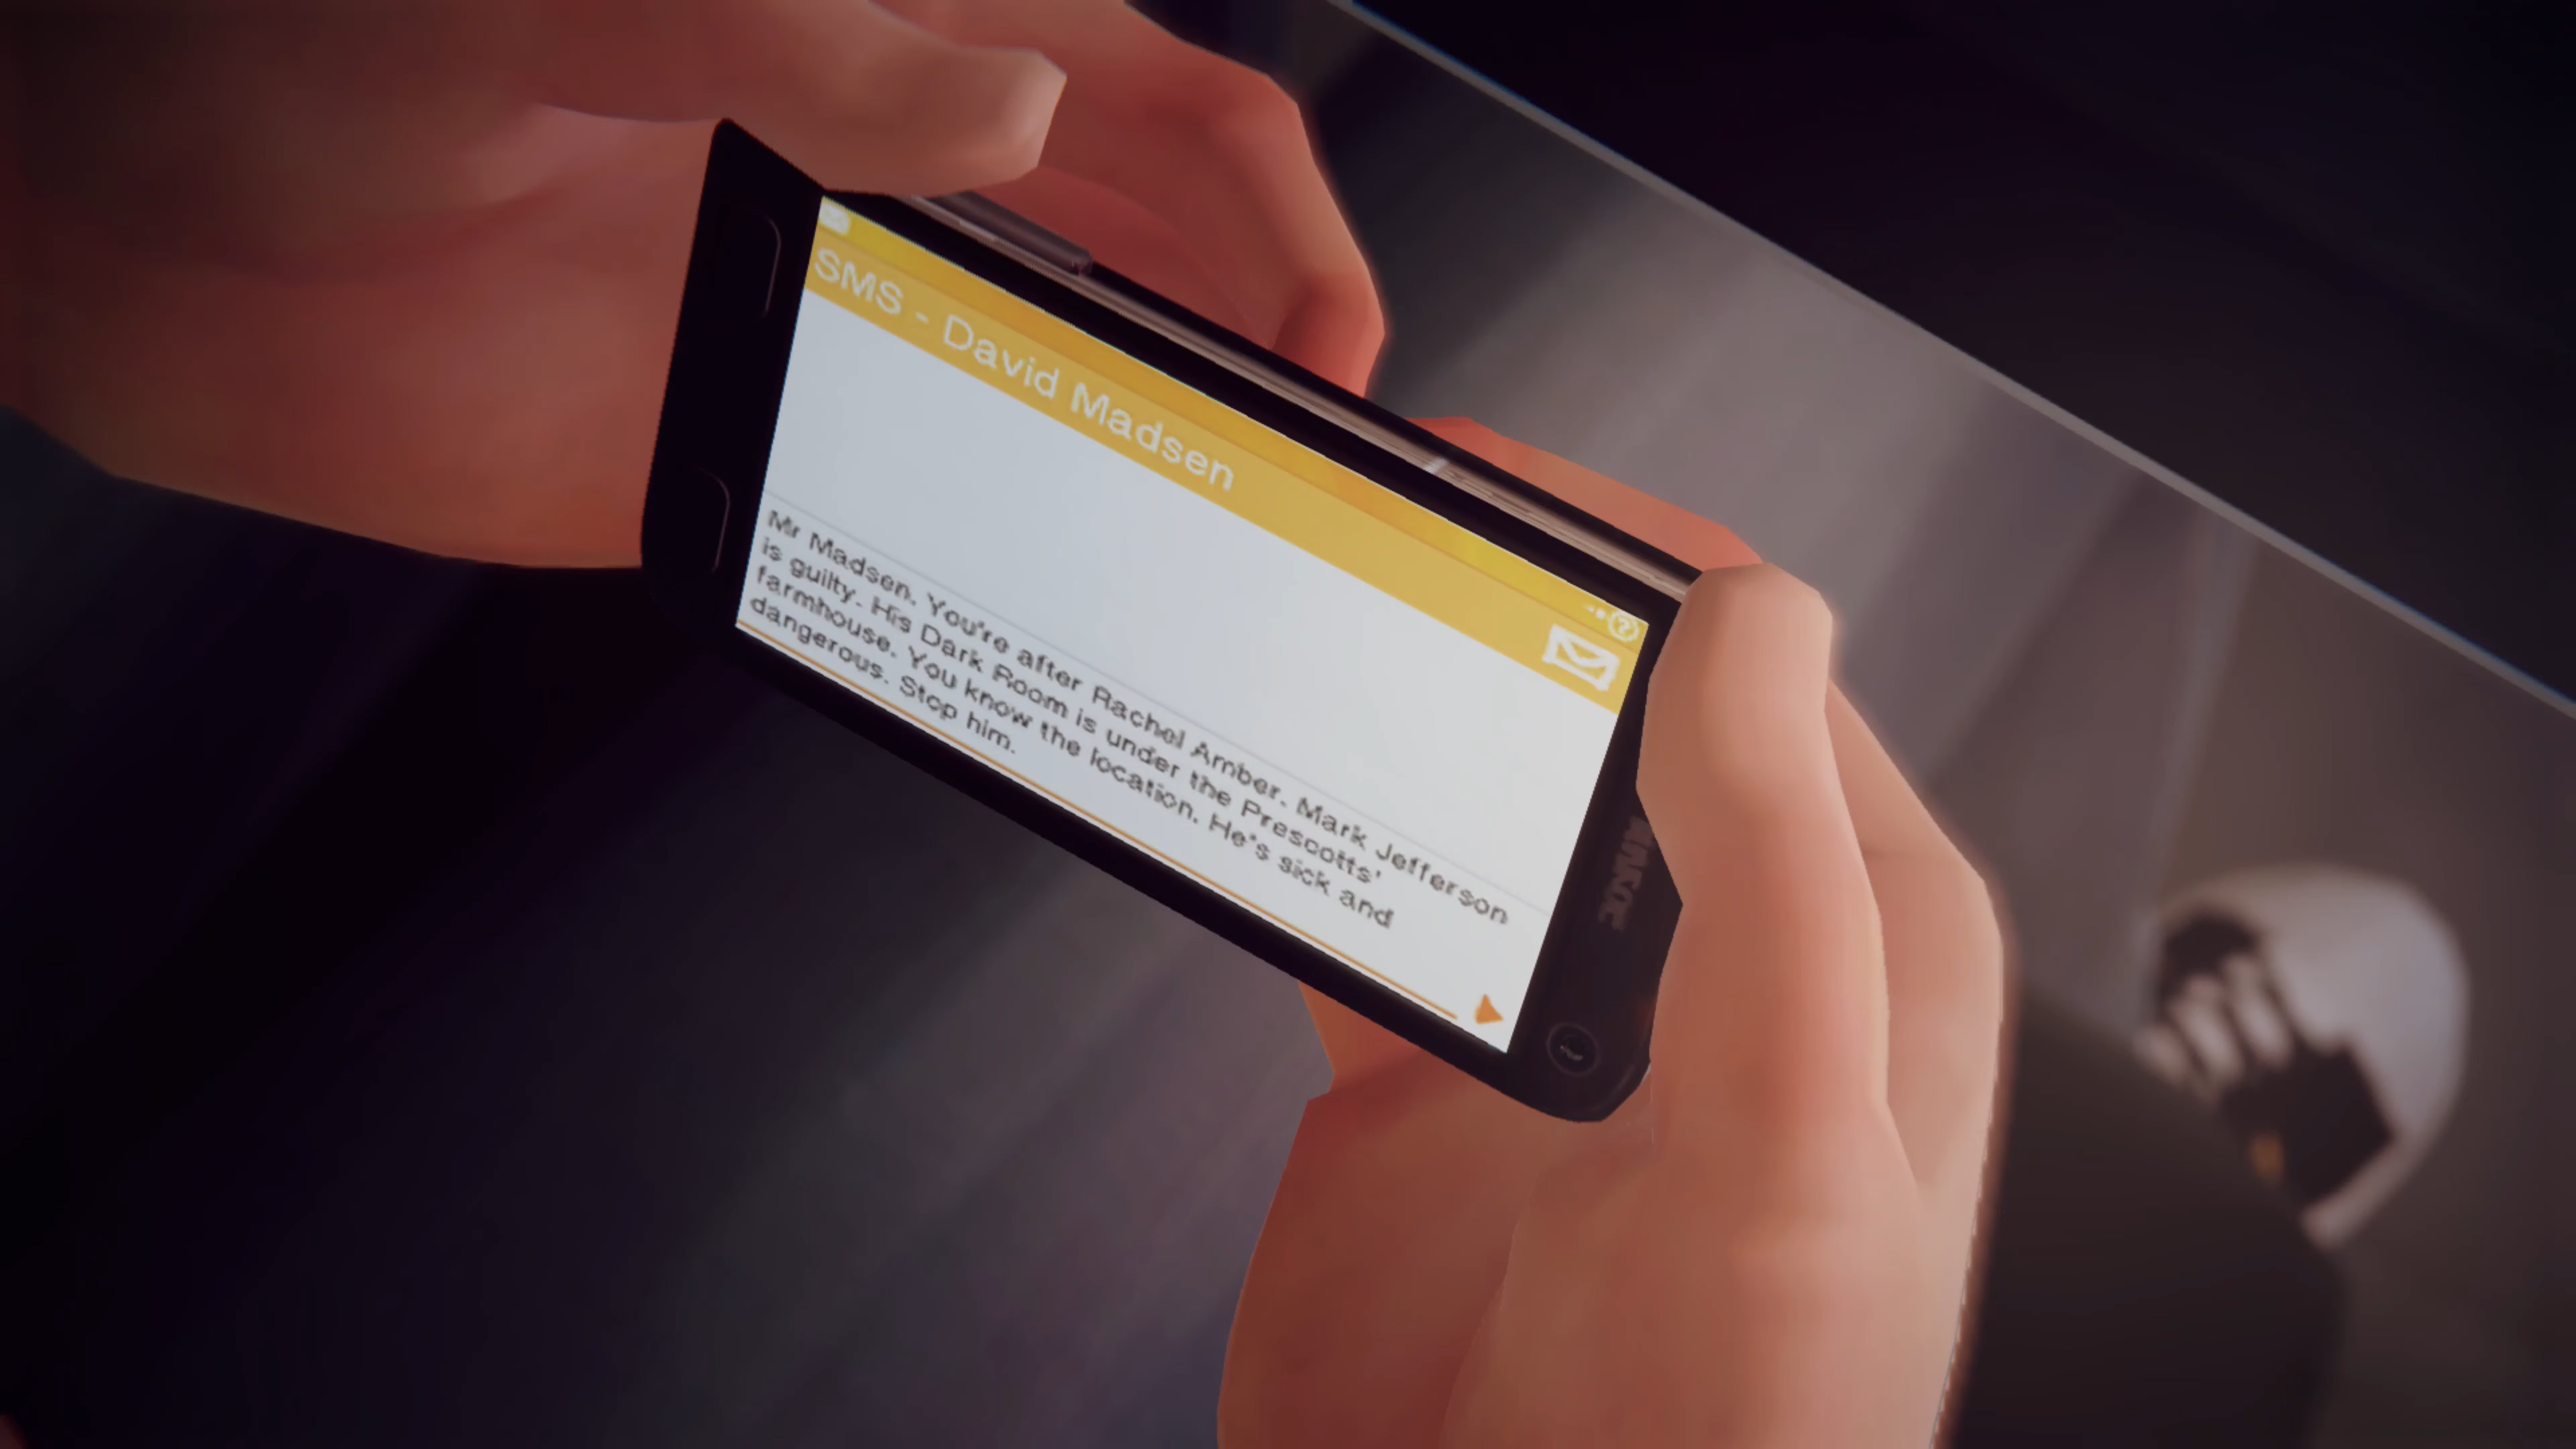 SMS - David Madsen
Mr Madsen. You're after Rachel Amber. Mark Jefferson
is guilty. His Dark Room is under the Prescotts'
farmhouse. You know the location. He's sick and
dangerous. Stop him.